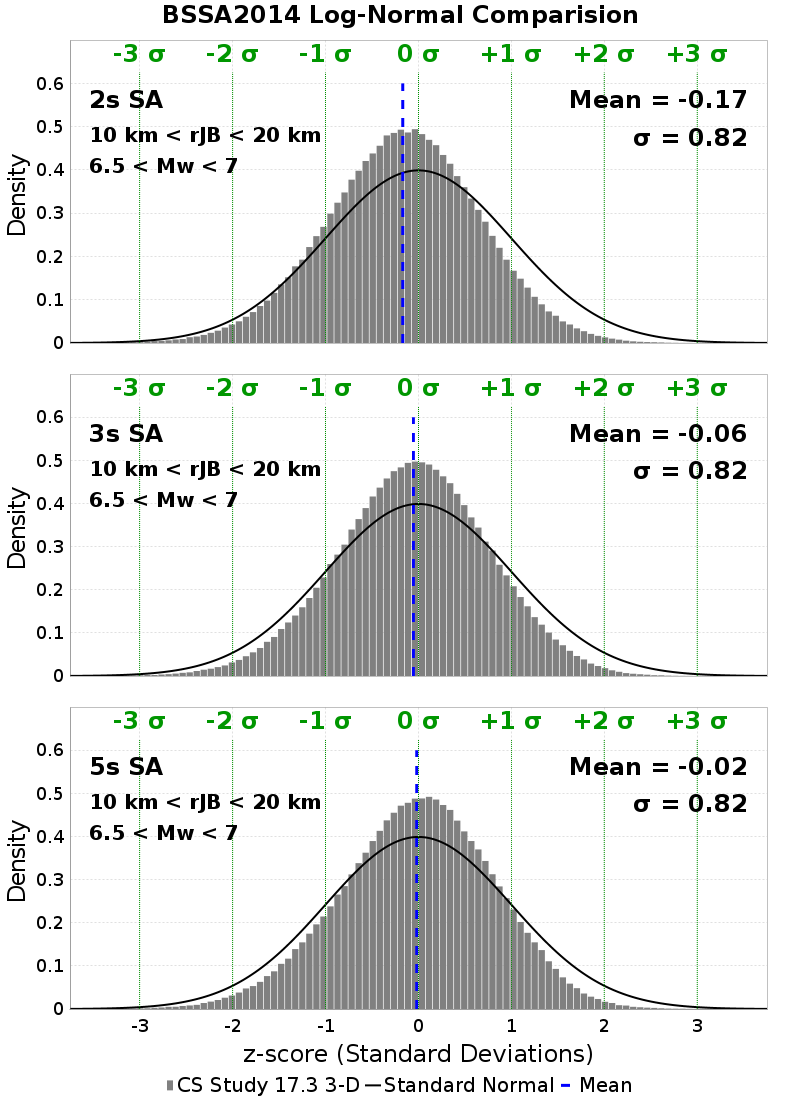 BSSA2014 Log-Normal Comparision
-3 σ -2 σ -1 σ 0 σ +1 σ +2 σ +3 σ
0.6
2s SA Mean = -0.17
0.5
10 km < rJB < 20 km σ = 0.82
0.4
6.5 < Mw < 7
Density
0.3
0.2
0.1
0
-3 σ -2 σ -1 σ 0 σ +1 σ +2 σ +3 σ
0.6
3s SA Mean = -0.06
0.5
10 km < rJB < 20 km σ = 0.82
0.4
6.5 < Mw < 7
Density
0.3
0.2
0.1
0
-3 σ -2 σ -1 σ 0 σ +1 σ +2 σ +3 σ
0.6
5s SA Mean = -0.02
0.5
10 km < rJB < 20 km σ = 0.82
0.4
6.5 < Mw < 7
Density
0.3
0.2
0.1
0
-3 -2 -1 0 1 2 3
z-score (Standard Deviations)
CS Study 17.3 3-D Standard Normal Mean